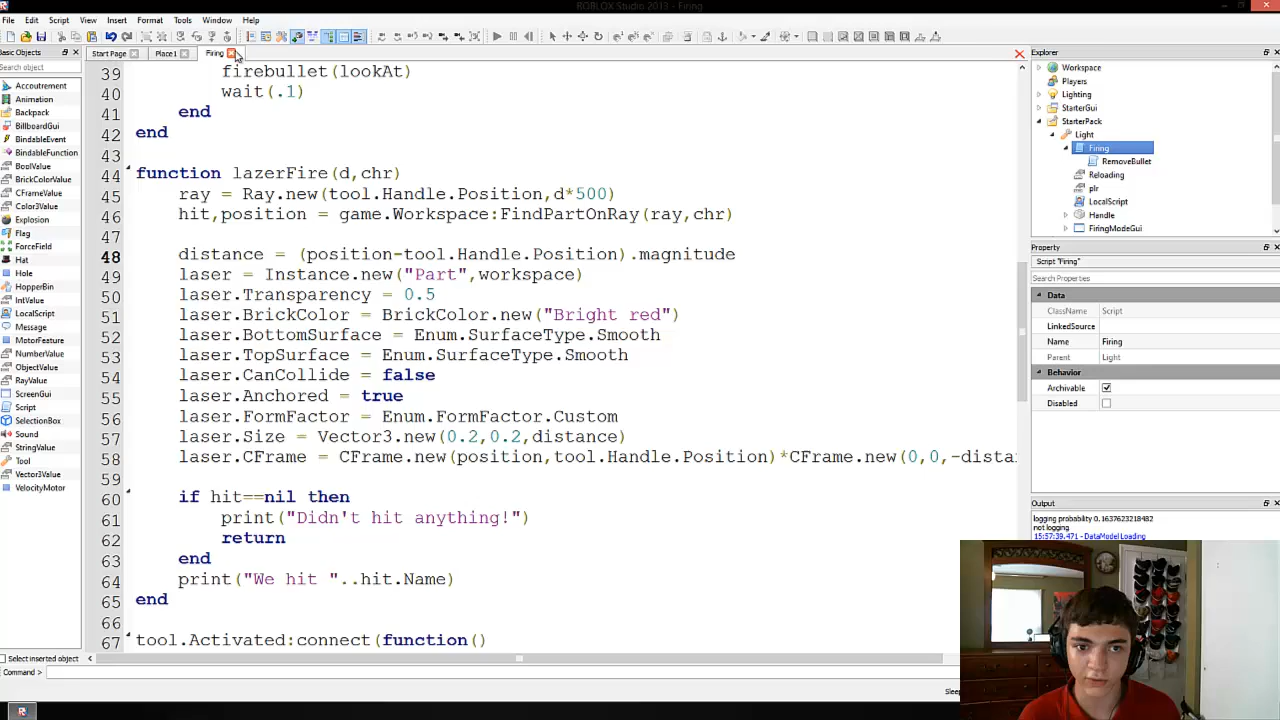 ROBLOX Studio 2013 - Firing
File Edit Script View Insert Format Tools Window Help
Basic Objects
Start Page Place1 Firing
Explorer
Search object
Accoutrement
Animation
Backpack
BillboardGui
BindableEvent
BindableFunction
BoolValue
BrickColorValue
CFrameValue
Color3Value
Explosion
Flag
ForceField
Hat
Hole
HopperBin
IntValue
LocalScript
Message
MotorFeature
NumberValue
ObjectValue
RayValue
ScreenGui
Script
SelectionBox
Sound
StringValue
Tool
Vector3Value
VelocityMotor
39 firebullet(lookAt)
40 wait(.1)
41 end
42 end
43
44 function lazerFire(d,chr)
45 ray = Ray.new(tool.Handle.Position,d*500)
46 hit,position = game.Workspace:FindPartOnRay(ray,chr)
47
48 distance = (position-tool.Handle.Position).magnitude
49 laser = Instance.new("Part",workspace)
50 laser.Transparency = 0.5
51 laser.BrickColor = BrickColor.new("Bright red")
52 laser.BottomSurface = Enum.SurfaceType.Smooth
53 laser.TopSurface = Enum.SurfaceType.Smooth
54 laser.CanCollide = false
55 laser.Anchored = true
56 laser.FormFactor = Enum.FormFactor.Custom
57 laser.Size = Vector3.new(0.2,0.2,distance)
58 laser.CFrame = CFrame.new(position,tool.Handle.Position)*CFrame.new(0,0,-dista
59
60 if hit==nil then
61 print("Didn't hit anything!")
62 return
63 end
64 print("We hit "..hit.Name)
65 end
66
67 tool.Activated:connect(function()
Workspace
Players
Lighting
StarterGui
StarterPack
Light
Firing
RemoveBullet
Reloading
plr
LocalScript
Handle
FiringModeGui
Property
Script "Firing"
Search Properties
Data
ClassName Script
LinkedSource
Name Firing
Parent Light
Behavior
Archivable
Disabled
Output
logging probability 0.1637623218482
not logging
15:57:39.471 - DataModel Loading
Select inserted object
Command >